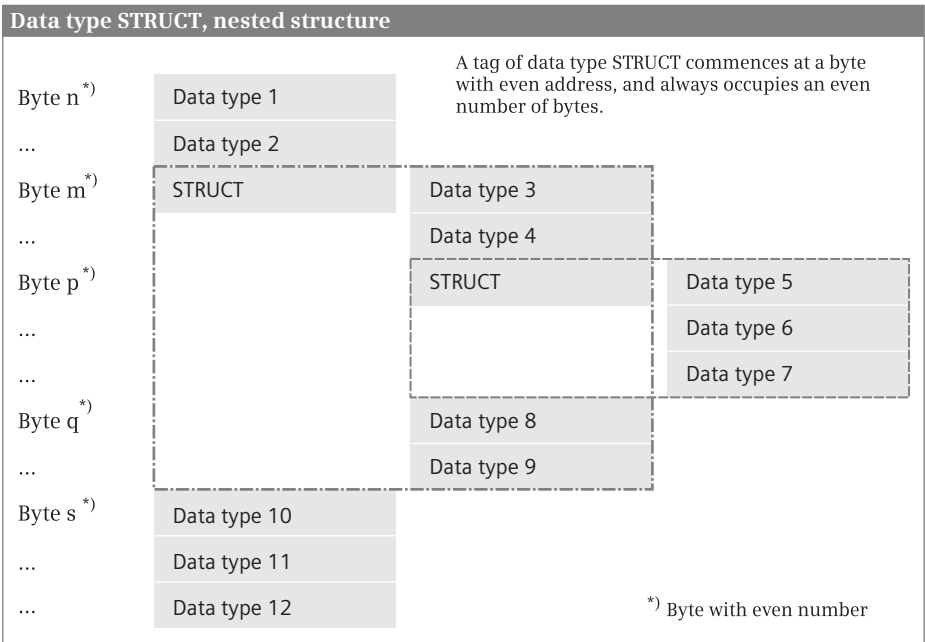 Data type STRUCT, nested structure
A tag of data type STRUCT commences at a byte
with even address, and always occupies an even
number of bytes.
Byte n *) Data type 1
... Data type 2
Byte m *) STRUCT Data type 3
... Data type 4
Byte p *) STRUCT Data type 5
... Data type 6
... Data type 7
Byte q *) Data type 8
... Data type 9
Byte s *) Data type 10
... Data type 11
... Data type 12
*) Byte with even number